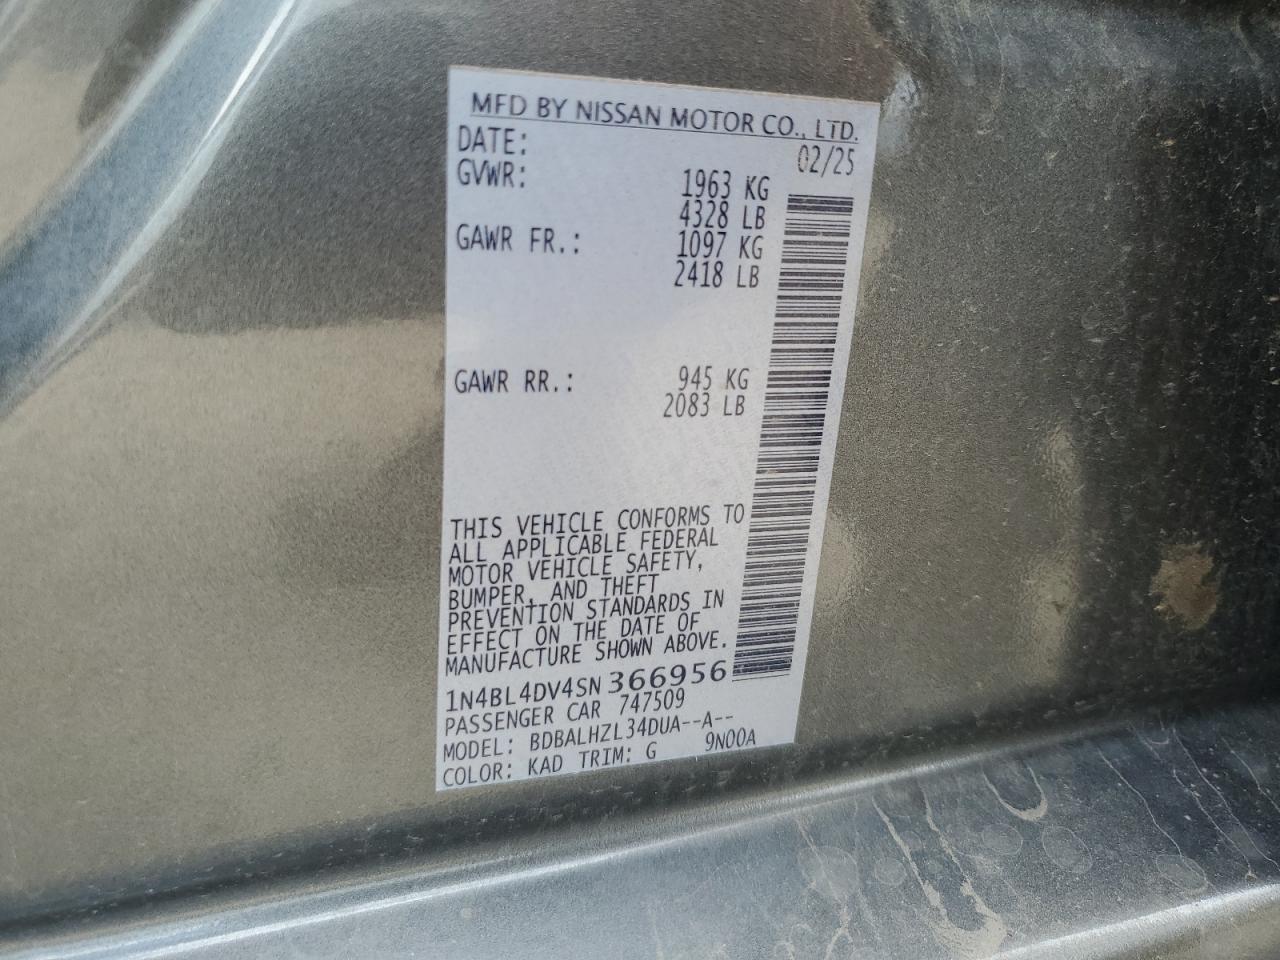 MFD BY NISSAN MOTOR CO., LTD.
DATE: 02/25
GVWR: 1963 KG
4328 LB
GAWR FR.: 1097 KG
2418 LB
GAWR RR.: 945 KG
2083 LB
THIS VEHICLE CONFORMS TO
ALL APPLICABLE FEDERAL
MOTOR VEHICLE SAFETY,
BUMPER, AND THEFT
PREVENTION STANDARDS IN
EFFECT ON THE DATE OF
MANUFACTURE SHOWN ABOVE.
1N4BL4DV4SN366956
PASSENGER CAR 747509
MODEL: BDBALHZL34DUA--A--
COLOR: KAD TRIM: G 9N00A